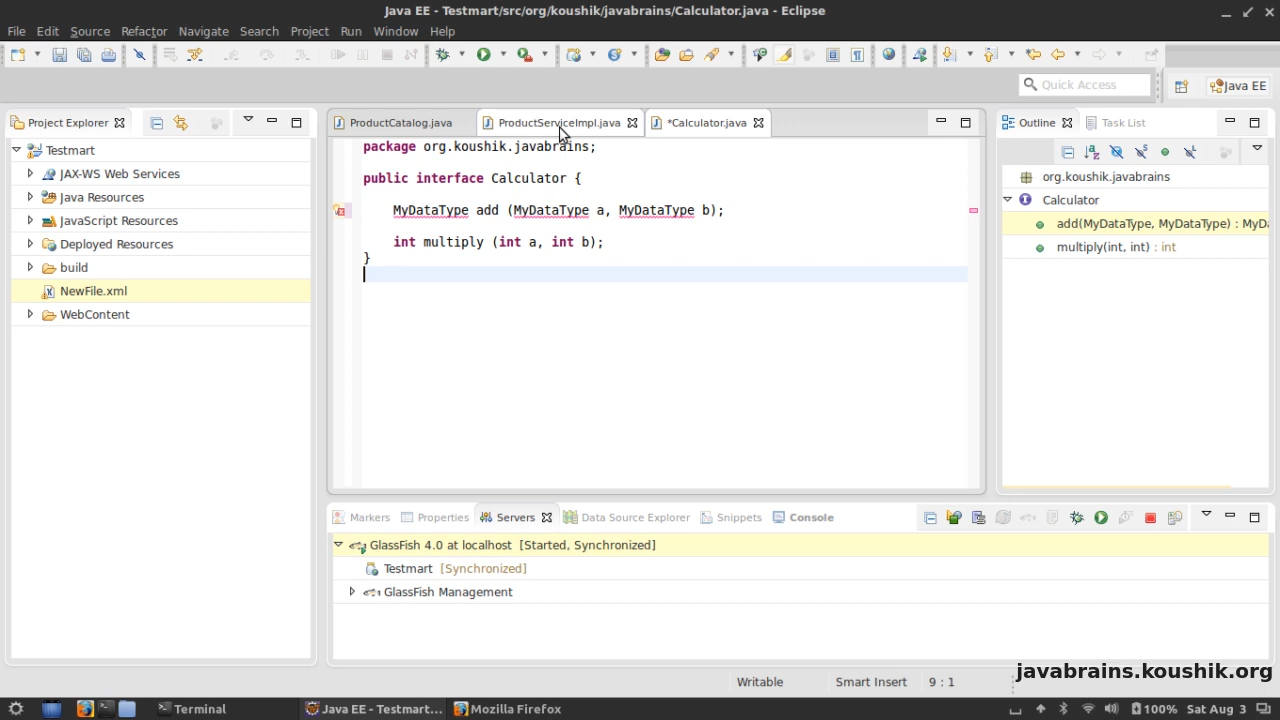 Java EE - Testmart/src/org/koushik/javabrains/Calculator.java - Eclipse
File Edit Source Refactor Navigate Search Project Run Window Help
Quick Access
Java EE
Project Explorer
Testmart
JAX-WS Web Services
Java Resources
JavaScript Resources
Deployed Resources
build
NewFile.xml
WebContent
ProductCatalog.java ProductServiceImpl.java *Calculator.java
package org.koushik.javabrains;
public interface Calculator {
MyDataType add (MyDataType a, MyDataType b);
int multiply (int a, int b);
}
Outline Task List
org.koushik.javabrains
Calculator
add(MyDataType, MyDataType) : MyDa
multiply(int, int) : int
Markers Properties Servers Data Source Explorer Snippets Console
GlassFish 4.0 at localhost [Started, Synchronized]
Testmart [Synchronized]
GlassFish Management
Writable Smart Insert 9 : 1
javabrains.koushik.org
Terminal Java EE - Testmart... Mozilla Firefox 100% Sat Aug 3